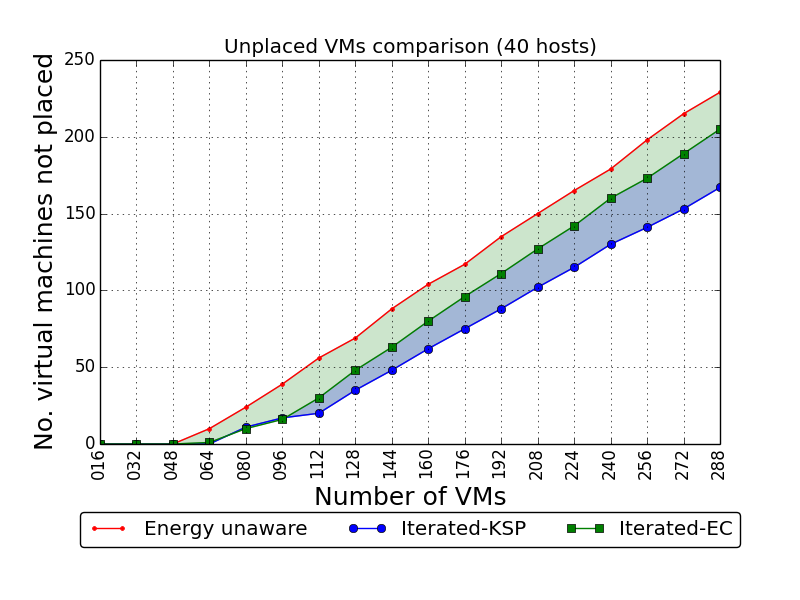 Unplaced VMs comparison (40 hosts)
No. virtual machines not placed
250
200
150
100
50
0
016 032 048 064 080 096 112 128 144 160 176 192 208 224 240 256 272 288
Number of VMs
Energy unaware Iterated-KSP Iterated-EC